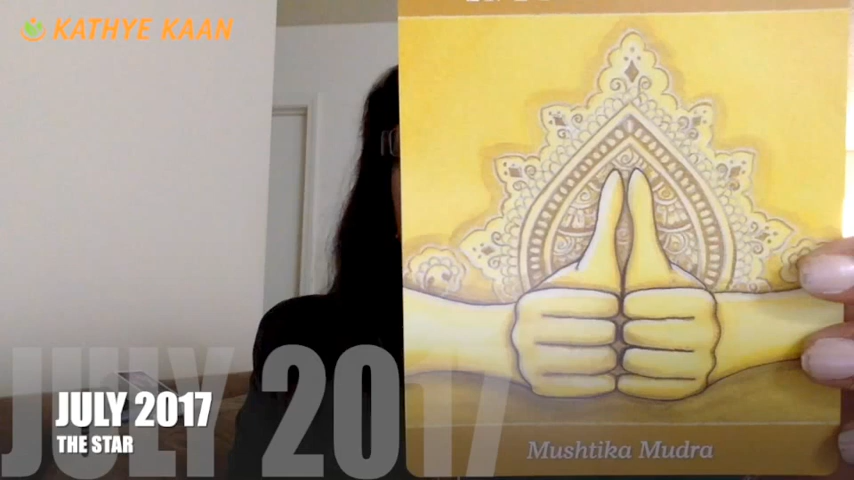 KATHYE KAAN
JULY 2017
JULY 2017
THE STAR
Mushtika Mudra